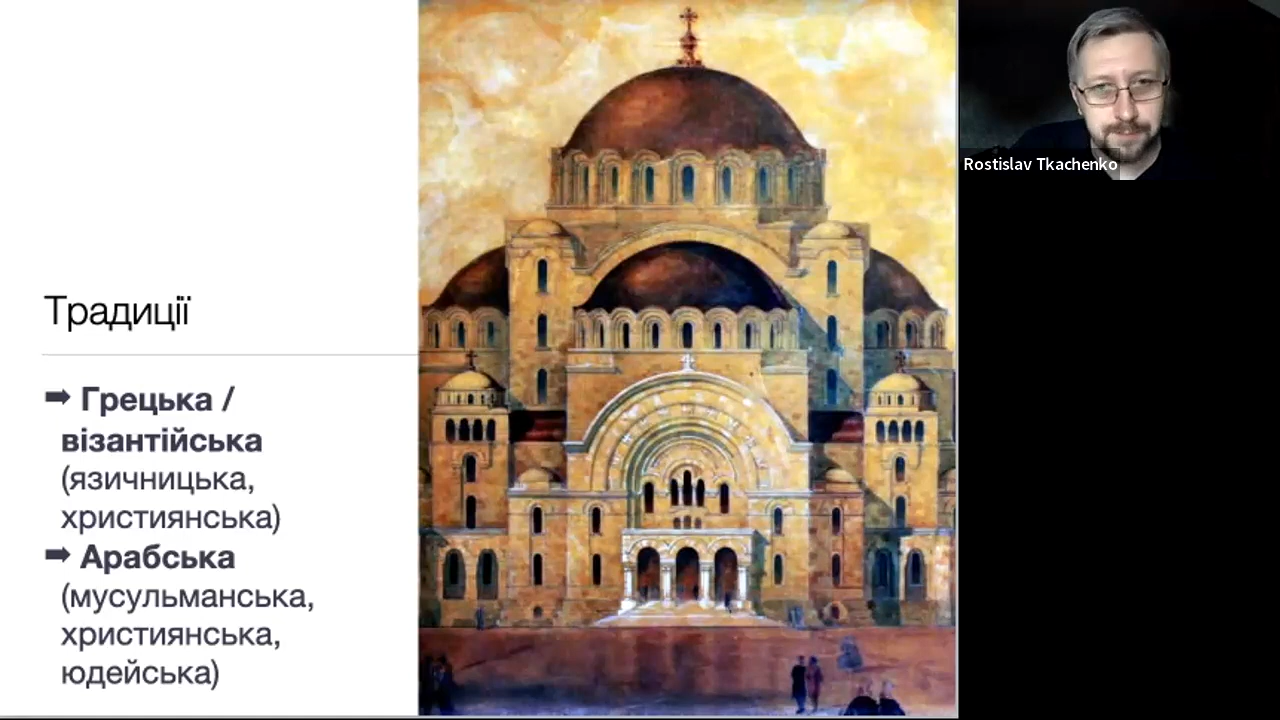 Традиції
➡ Грецька /
візантійська
(язичницька,
християнська)
➡ Арабська
(мусульманська,
християнська,
юдейська)
Rostislav Tkachenko